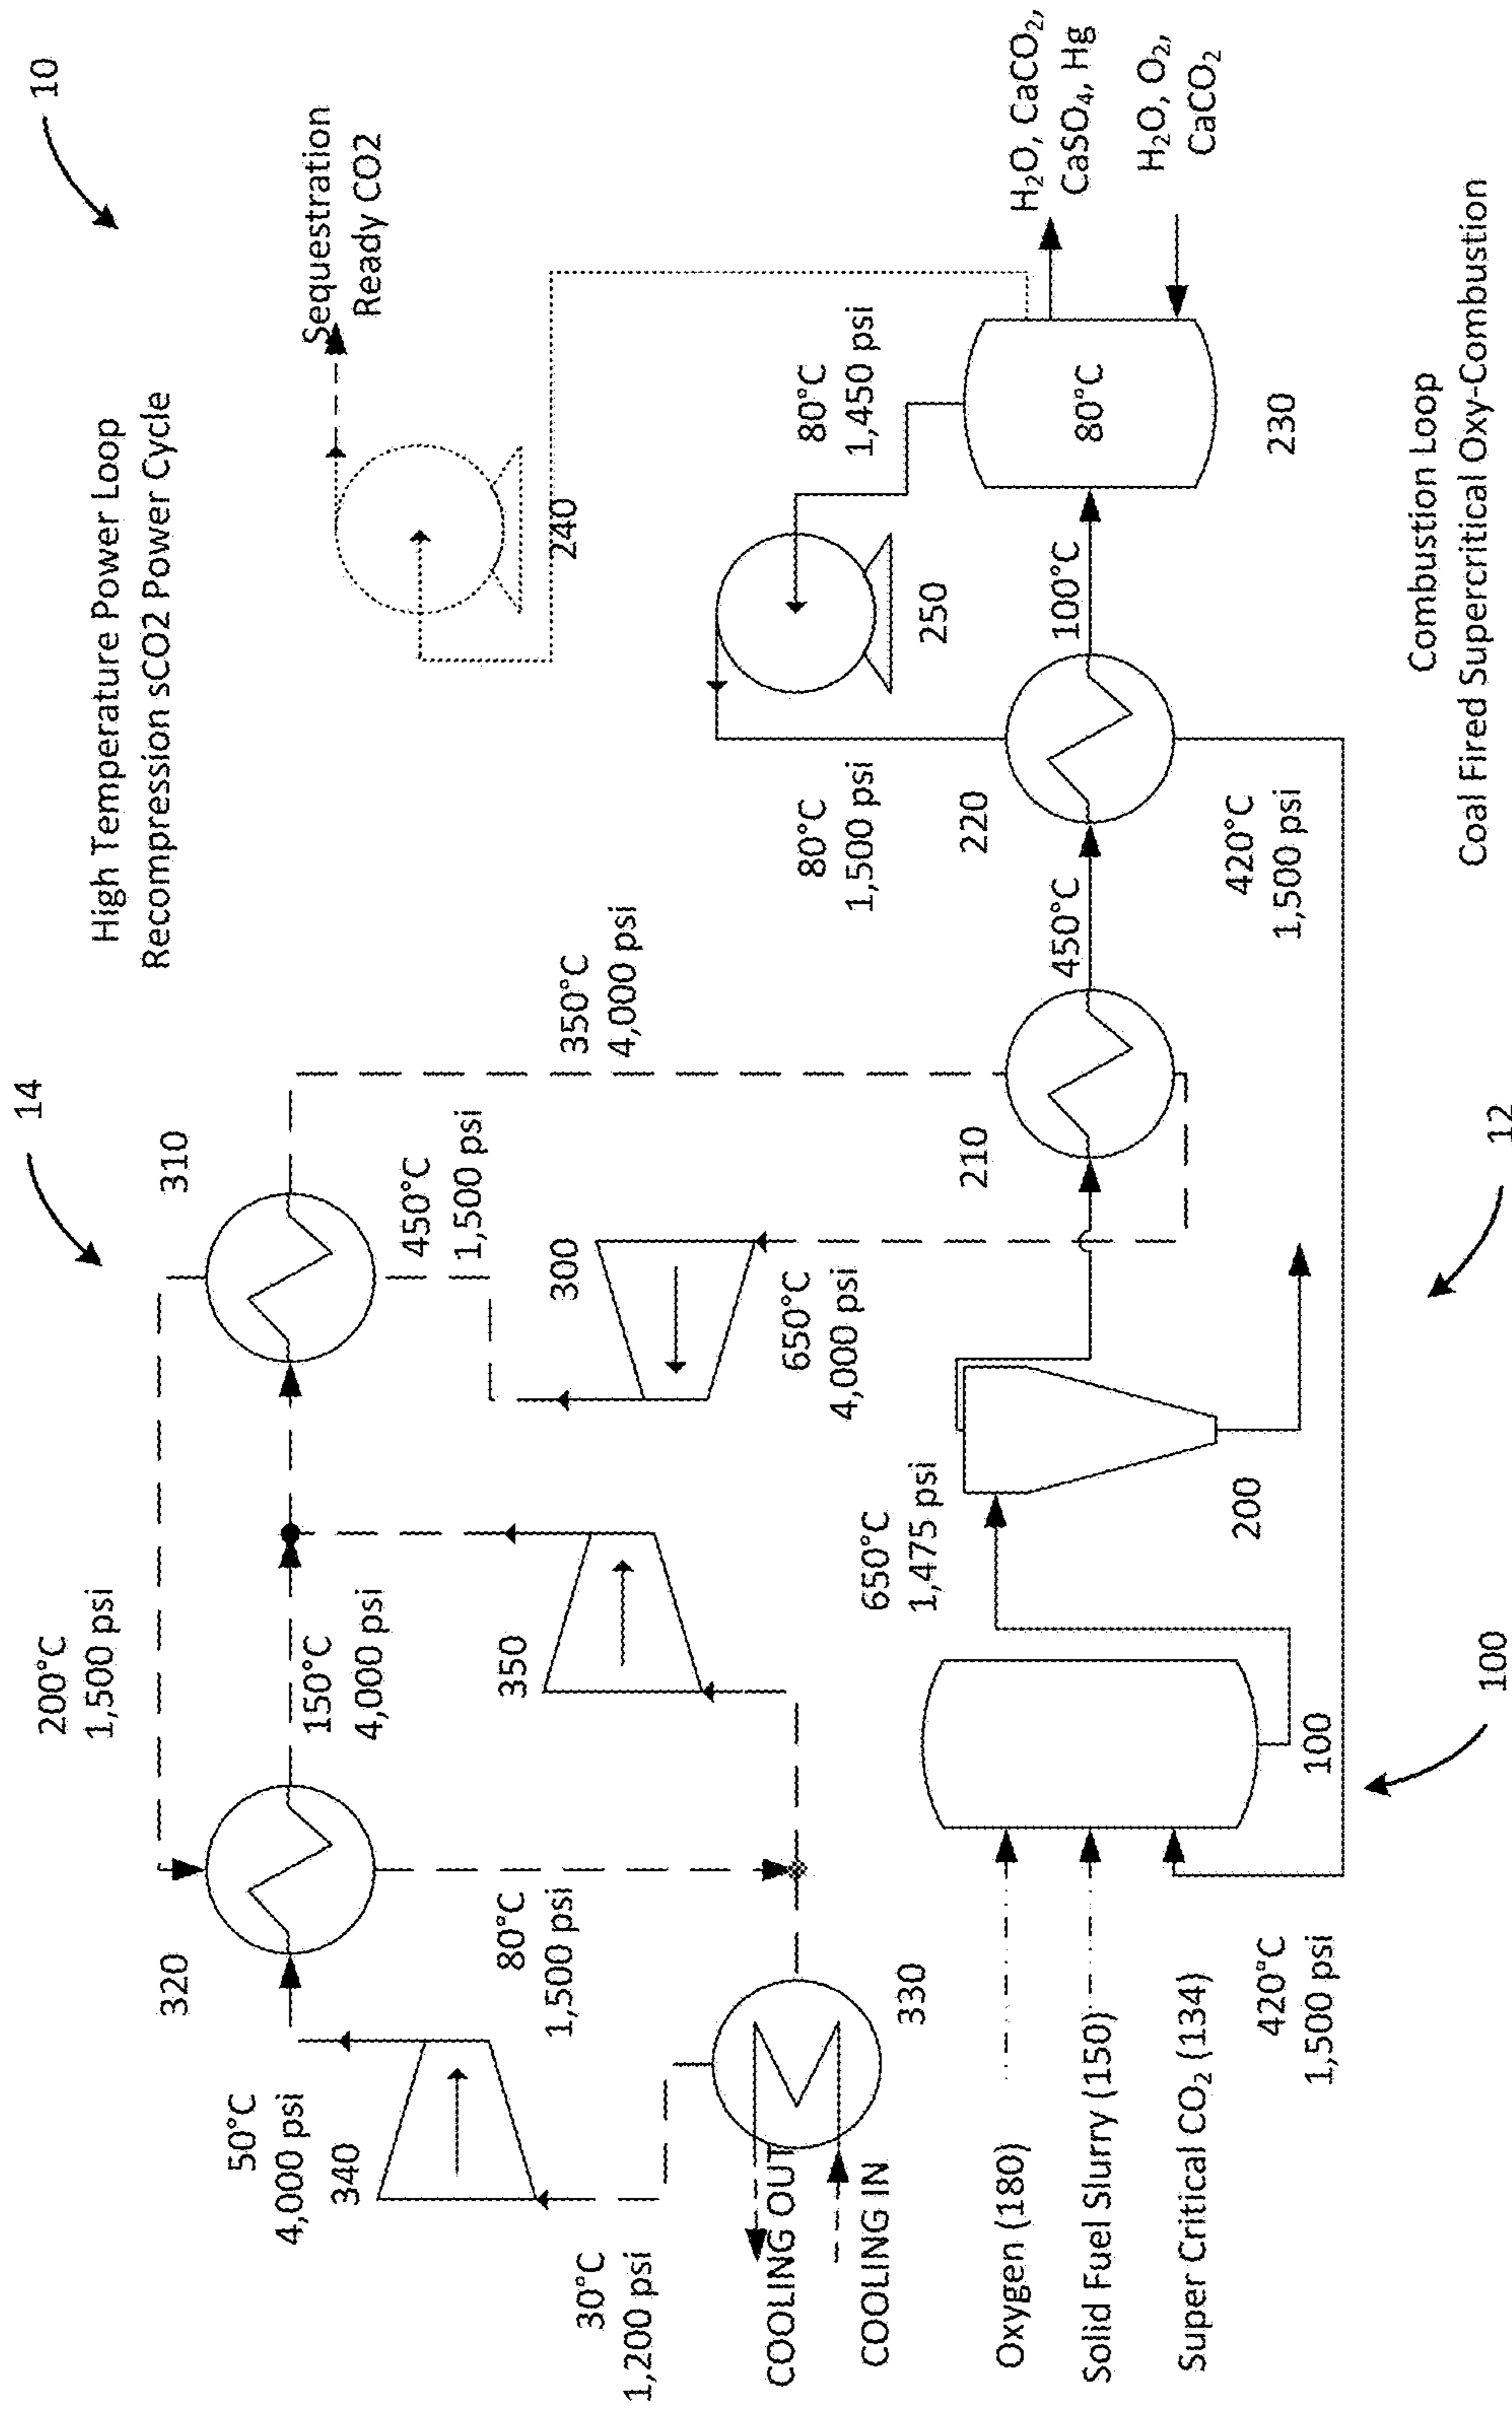 10
High Temperature Power Loop
Recompression sCO2 Power Cycle
14
Sequestration
Ready CO2
200°C
1,500 psi
320
310
50°C
4,000 psi
340
150°C
4,000 psi
450°C
1,500 psi
350°C
4,000 psi
240
80°C
1,500 psi
350
300
30°C
1,200 psi
650°C
4,000 psi
80°C
1,500 psi
80°C
1,450 psi
250
COOLING OUT
COOLING IN
330
650°C
1,475 psi
210
220
Oxygen (180)
Solid Fuel Slurry (150)
Super Critical CO₂ (134)
450°C
100°C
80°C
H₂O, CaCO₂,
CaSO₄, Hg
H₂O, O₂,
CaCO₂
420°C
1,500 psi
100
200
420°C
1,500 psi
230
100
12
Combustion Loop
Coal Fired Supercritical Oxy-Combustion